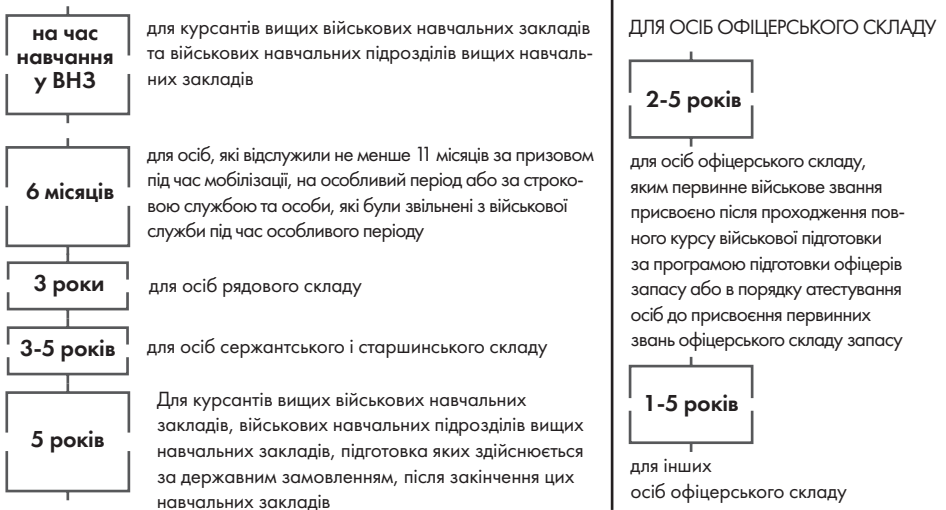 на час
навчання
у ВНЗ
для курсантів вищих військових навчальних закладів
та військових навчальних підрозділів вищих навчаль-
них закладів
6 місяців
для осіб, які відслужили не менше 11 місяців за призовом
під час мобілізації, на особливий період або за строко-
вою службою та особи, які були звільнені з військової
служби під час особливого періоду
3 роки
для осіб рядового складу
3-5 років
для осіб сержантського і старшинського складу
5 років
Для курсантів вищих військових навчальних
закладів, військових навчальних підрозділів вищих
навчальних закладів, підготовка яких здійснюється
за державним замовленням, після закінчення цих
навчальних закладів
ДЛЯ ОСІБ ОФІЦЕРСЬКОГО СКЛАДУ
2-5 років
для осіб офіцерського складу,
яким первинне військове звання
присвоєно після проходження пов-
ного курсу військової підготовки
за програмою підготовки офіцерів
запасу або в порядку атестування
осіб до присвоєння первинних
звань офіцерського складу запасу
1-5 років
для інших
осіб офіцерського складу